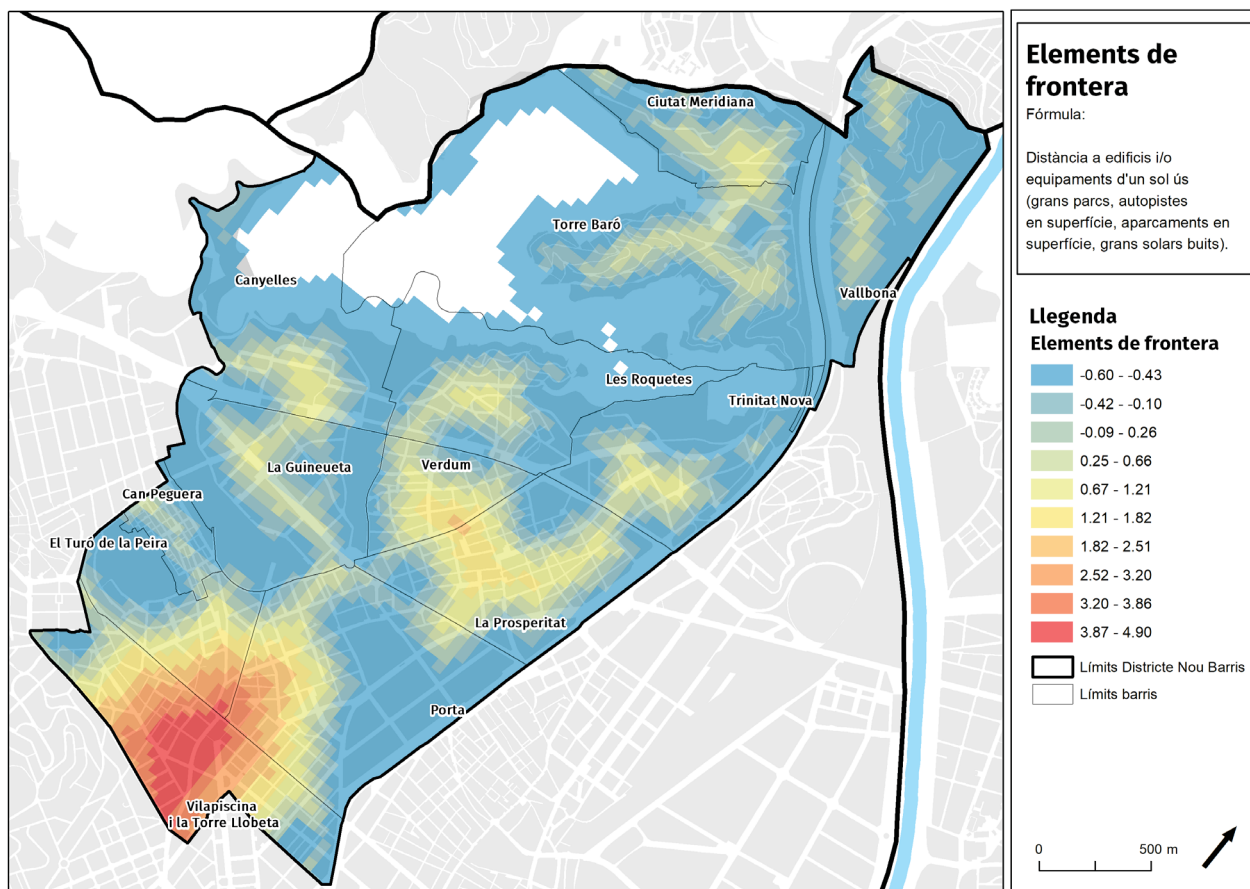 Elements de
frontera
Fórmula:
Distància a edificis i/o
equipaments d'un sol ús
(grans parcs, autopistes
en superfície, aparcaments en
superfície, grans solars buits).
Llegenda
Elements de frontera
-0.60 - -0.43
-0.42 - -0.10
-0.09 - 0.26
0.25 - 0.66
0.67 - 1.21
1.21 - 1.82
1.82 - 2.51
2.52 - 3.20
3.20 - 3.86
3.87 - 4.90
Límits Districte Nou Barris
Límits barris
0 500 m
Ciutat Meridiana
Torre Baró
Canyelles
Vallbona
Les Roquetes
Trinitat Nova
La Guineueta
Verdum
Can Peguera
El Turó de la Peira
La Prosperitat
Porta
Vilapiscina
i la Torre Llobeta